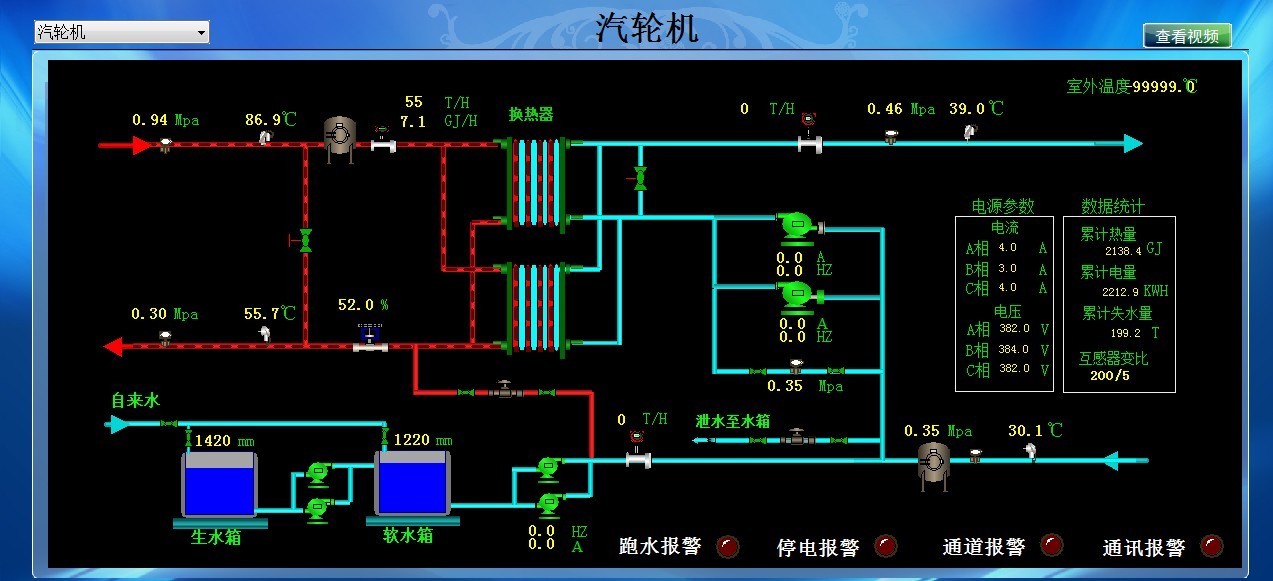 汽轮机
汽轮机
查看视频
室外温度-99999.0℃
0.94 Mpa
86.9℃
55 T/H
7.1 GJ/H
换热器
0 T/H
0.46 Mpa
39.0℃
电源参数
电流
A相 4.0 A
B相 3.0 A
C相 4.0 A
电压
A相 382.0 V
B相 384.0 V
C相 382.0 V
数据统计
累计热量
2138.4 GJ
累计电量
2212.9 KWH
累计失水量
199.2 T
互感器变比
200/5
0.0 A
0.0 HZ
0.0 A
0.0 HZ
0.30 Mpa
55.7℃
52.0 %
0.35 Mpa
自来水
1420 mm
1220 mm
0 T/H
泄水至水箱
0.35 Mpa
30.1℃
生水箱
软水箱
0.0 HZ
0.0 A
跑水报警
停电报警
通道报警
通讯报警